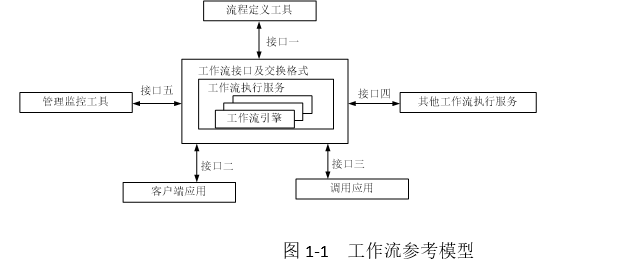 流程定义工具
接口一
工作流接口及交换格式
接口五
工作流执行服务
接口四
管理监控工具
其他工作流执行服务
工作流引擎
接口二
接口三
客户端应用
调用应用
图 1-1 工作流参考模型